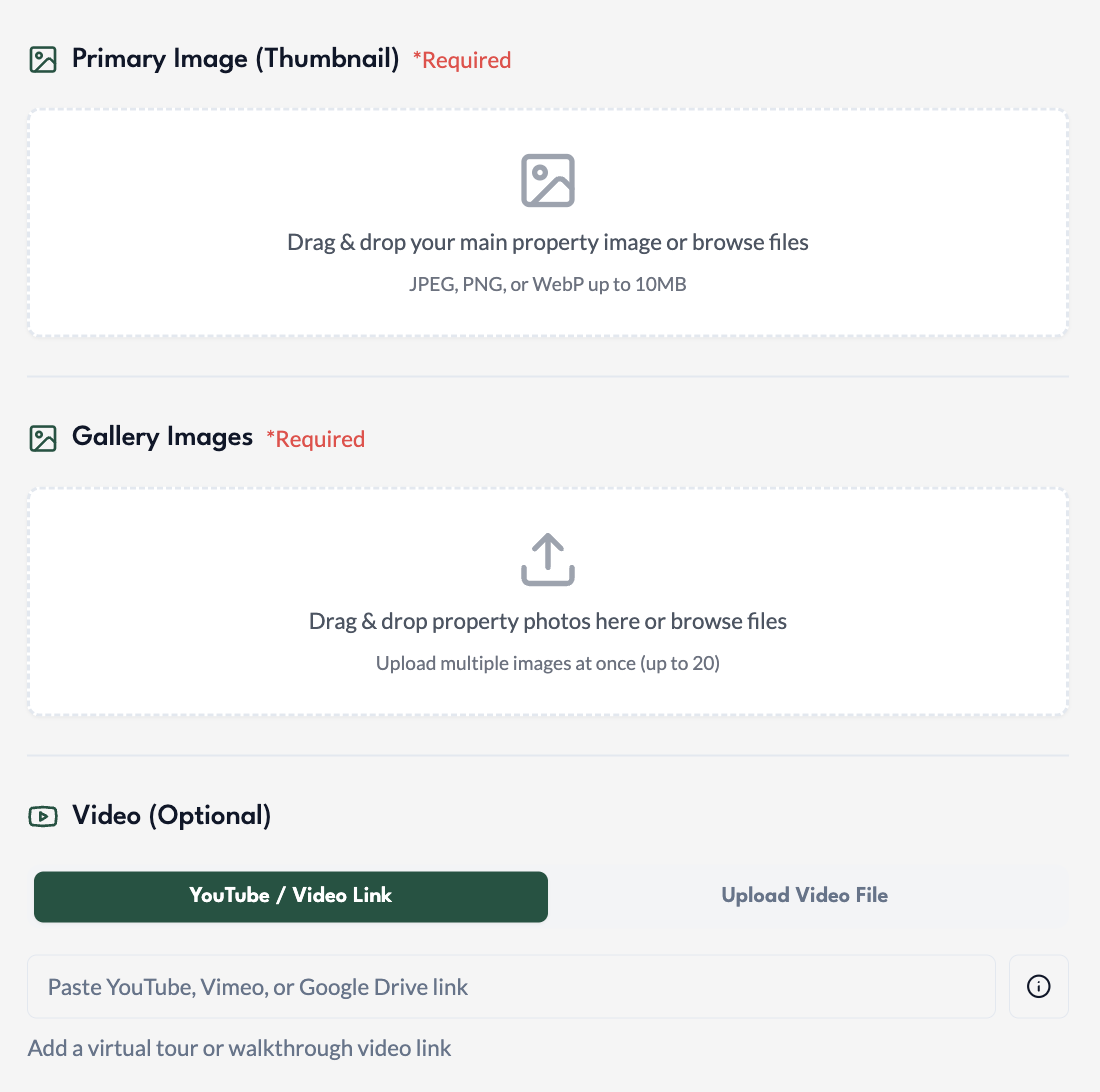 Primary Image (Thumbnail) *Required
Drag & drop your main property image or browse files
JPEG, PNG, or WebP up to 10MB
Gallery Images *Required
Drag & drop property photos here or browse files
Upload multiple images at once (up to 20)
Video (Optional)
YouTube / Video Link
Upload Video File
Paste YouTube, Vimeo, or Google Drive link
Add a virtual tour or walkthrough video link